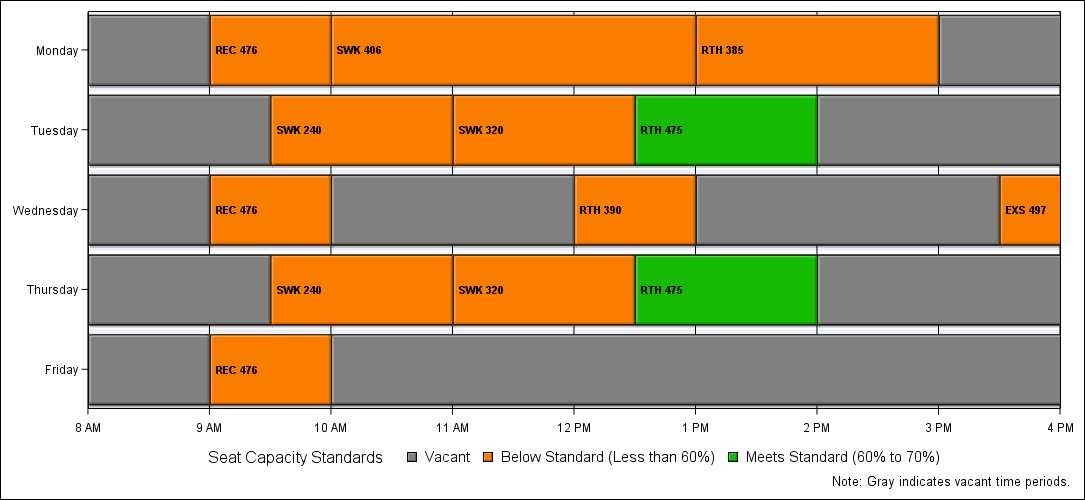 Monday
REC 476
SWK 406
RTH 385
Tuesday
SWK 240
SWK 320
RTH 475
Wednesday
REC 476
RTH 390
EXS 497
Thursday
SWK 240
SWK 320
RTH 475
Friday
REC 476
8 AM
9 AM
10 AM
11 AM
12 PM
1 PM
2 PM
3 PM
4 PM
Seat Capacity Standards
Vacant
Below Standard (Less than 60%)
Meets Standard (60% to 70%)
Note: Gray indicates vacant time periods.